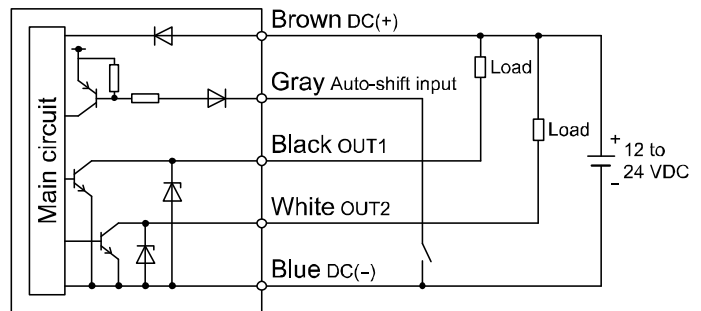 Brown DC(+)
Gray Auto-shift input
Load
Load
Black OUT1
+
12 to
24 VDC
-
White OUT2
Blue DC(−)
Main circuit